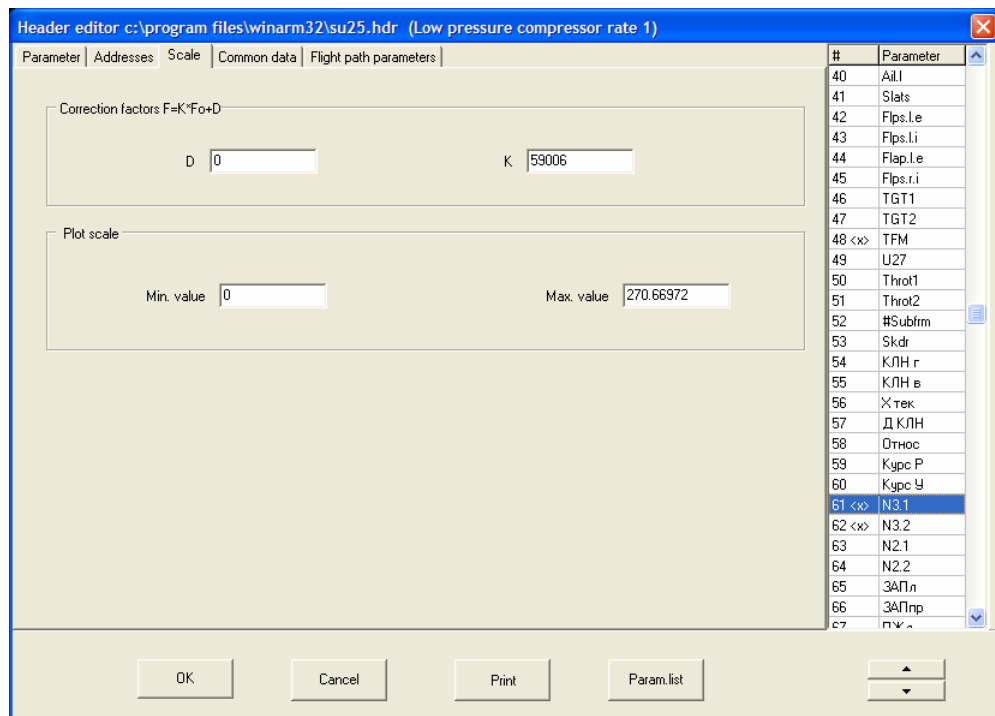 Header editor c:\program files\winarm32\su25.hdr (Low pressure compressor rate 1)
Parameter Addresses Scale Common data Flight path parameters
Correction factors F=K*Fo+D
D 0 K 59006
Plot scale
Min. value 0 Max. value 270.66972
# Parameter
40 Ail.l
41 Slats
42 Flps.l.e
43 Flps.l.i
44 Flap.l.e
45 Flps.r.i
46 TGT1
47 TGT2
48 <x> TFM
49 U27
50 Throt1
51 Throt2
52 #Subfrm
53 Skdr
54 КЛН г
55 КЛН в
56 Х тек
57 Д КЛН
58 Относ
59 Курс Р
60 Курс У
61 <x> N3.1
62 <x> N3.2
63 N2.1
64 N2.2
65 ЗАПл
66 ЗАПпр
67
OK Cancel Print Param.list